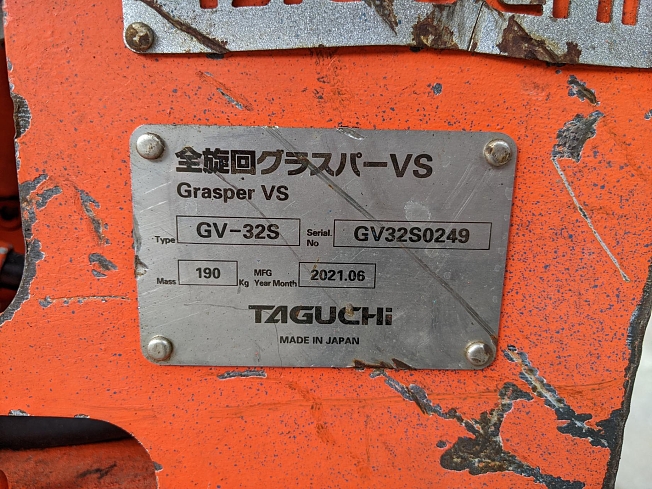 全旋回グラスパーVS
Grasper VS
Type GV-32S Serial. No GV32S0249
Mass 190 Kg MFG Year Month 2021.06
TAGUCHI
MADE IN JAPAN